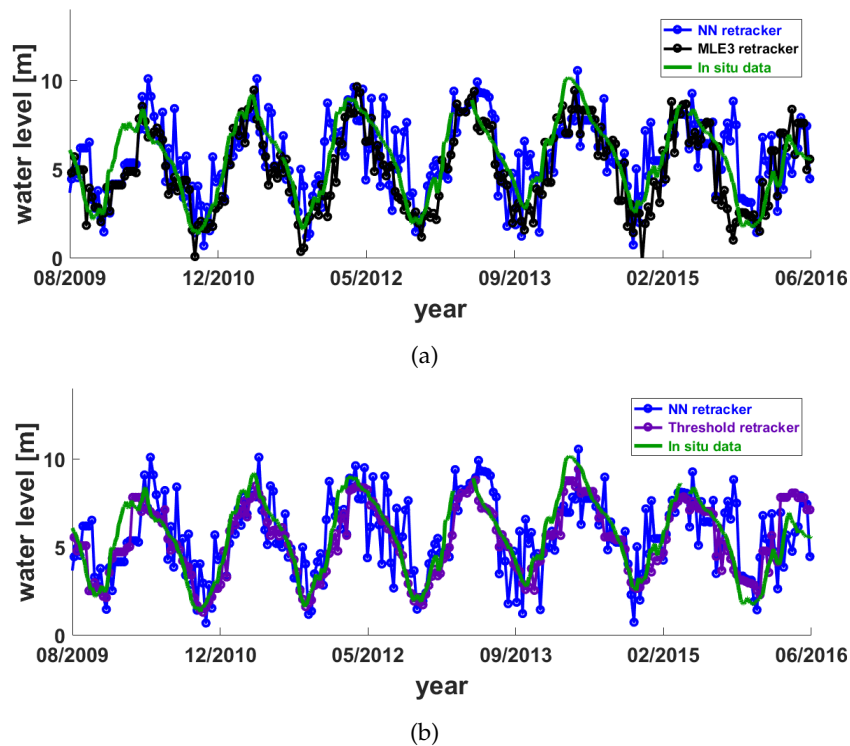 NN retracker
MLE3 retracker
In situ data
water level [m]
10
5
0
08/2009 12/2010 05/2012 09/2013 02/2015 06/2016
year
(a)
NN retracker
Threshold retracker
In situ data
water level [m]
10
5
0
08/2009 12/2010 05/2012 09/2013 02/2015 06/2016
year
(b)